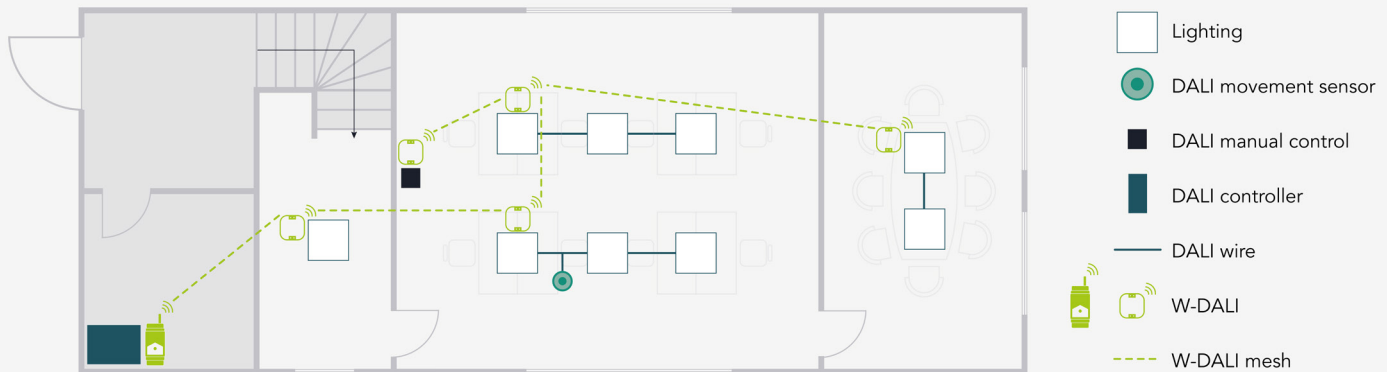 Lighting
DALI movement sensor
DALI manual control
DALI controller
DALI wire
W-DALI
W-DALI mesh